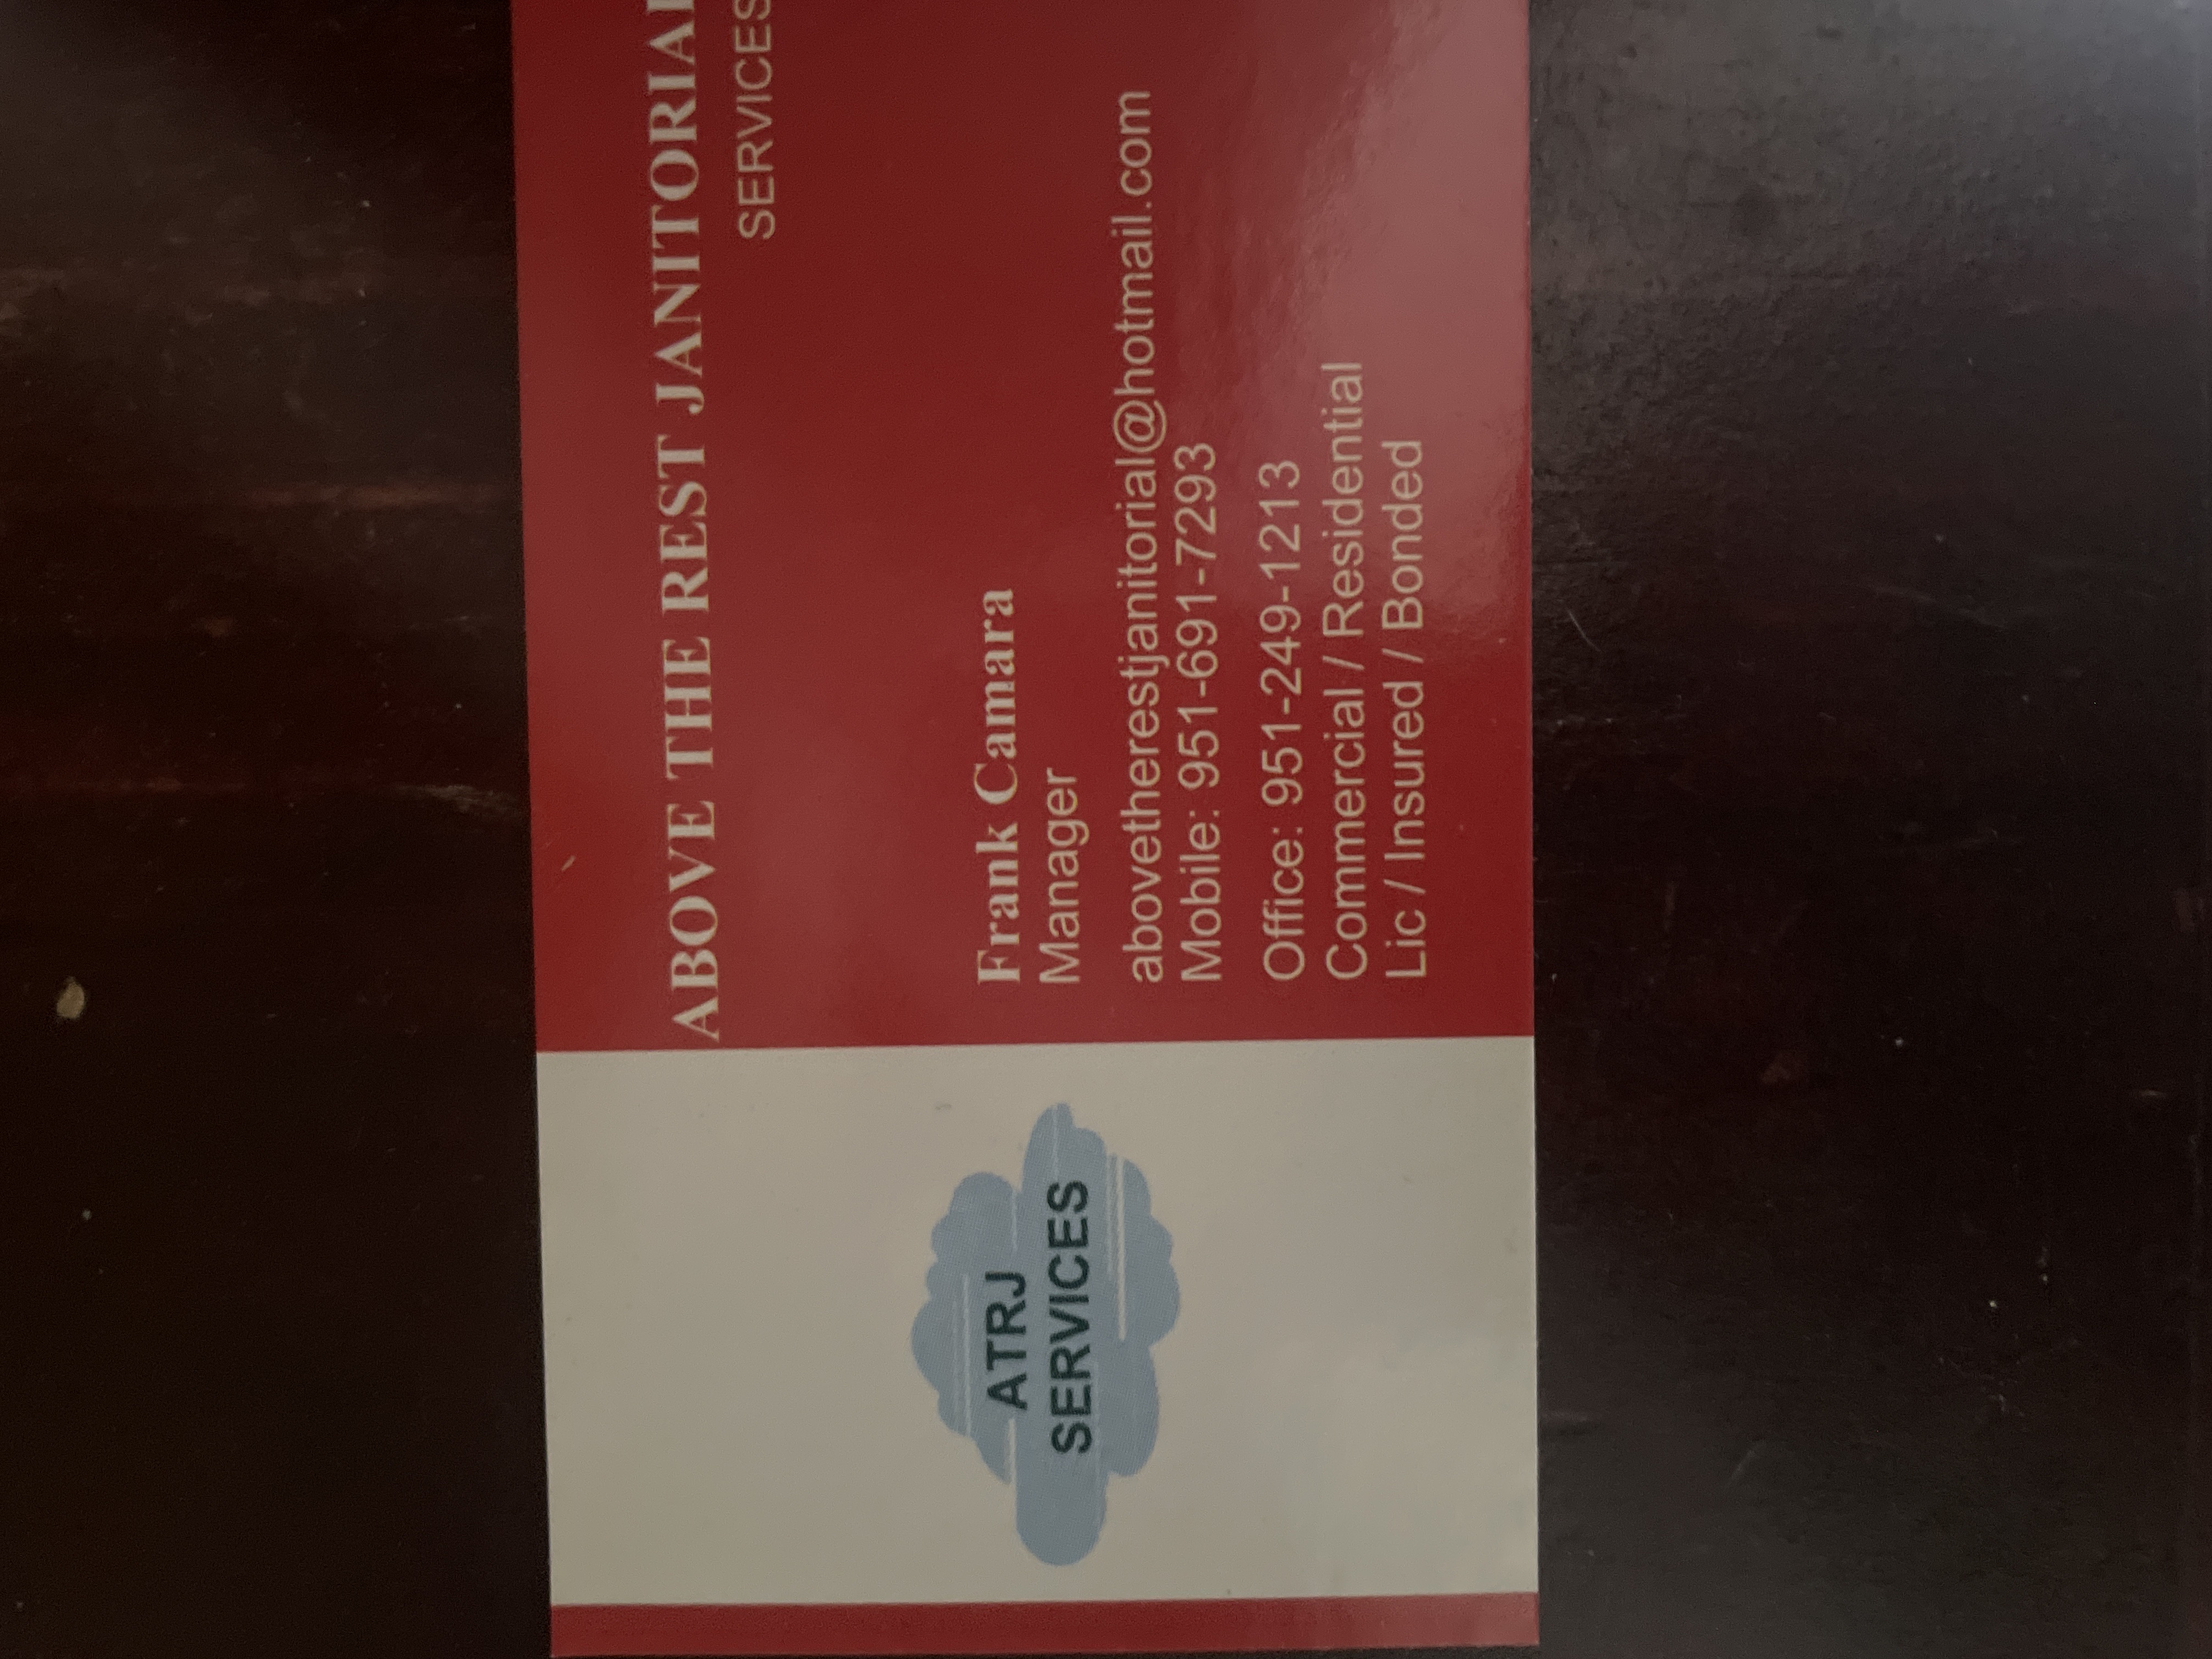 ABOVE THE REST JANITORIAL
SERVICES
Frank Camara
Manager
abovetherestjanitorial@hotmail.com
Mobile: 951-691-7293
Office: 951-249-1213
Commercial / Residential
Lic / Insured / Bonded
ATRJ
SERVICES